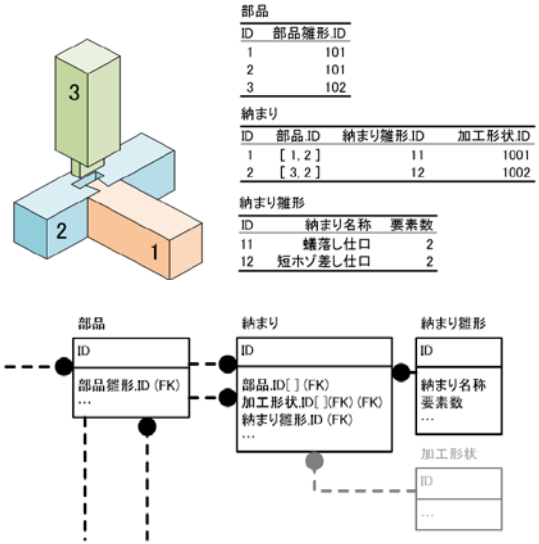 部品
ID 部品雛形.ID
1 101
2 101
3 102
納まり
ID 部品.ID 納まり雛形.ID 加工形状.ID
1 [ 1, 2 ] 11 1001
2 [ 3, 2 ] 12 1002
納まり雛形
ID 納まり名称 要素数
11 蟻落し仕口 2
12 短ホゾ差し仕口 2
3
2
1
部品
ID
部品雛形.ID (FK)
…
納まり
ID
部品.ID[ ] (FK)
加工形状.ID[ ](FK) (FK)
納まり雛形.ID (FK)
…
納まり雛形
ID
納まり名称
要素数
…
加工形状
ID
…